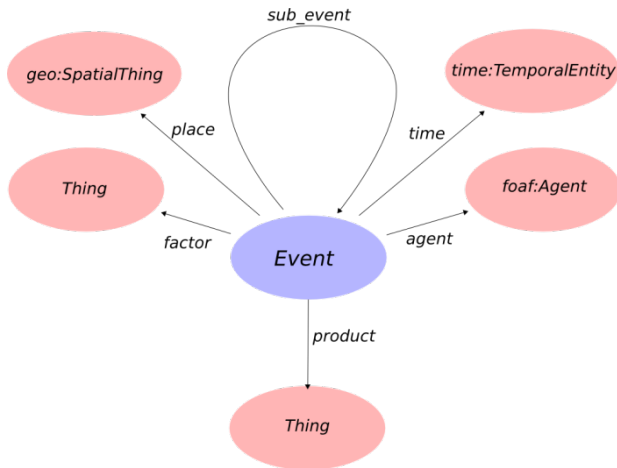 sub_event
geo:SpatialThing
time:TemporalEntity
place
time
Thing
foaf:Agent
factor
agent
Event
product
Thing